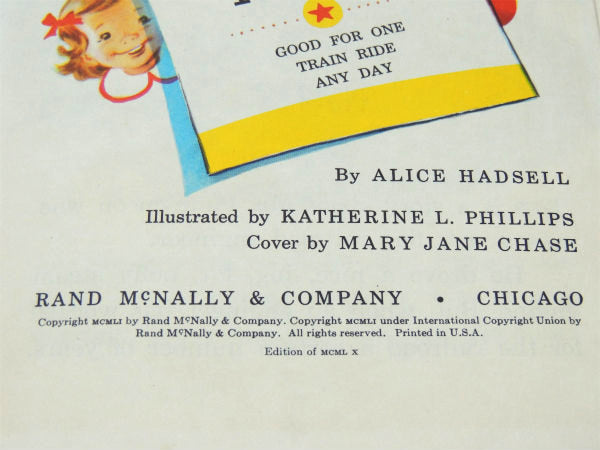 GOOD FOR ONE
TRAIN RIDE
ANY DAY
By ALICE HADSELL
Illustrated by KATHERINE L. PHILLIPS
Cover by MARY JANE CHASE
RAND McNALLY & COMPANY • CHICAGO
Copyright MCMLI by Rand McNally & Company. Copyright MCMLI under International Copyright Union by
Rand McNally & Company. All rights reserved. Printed in U.S.A.
Edition of MCML X